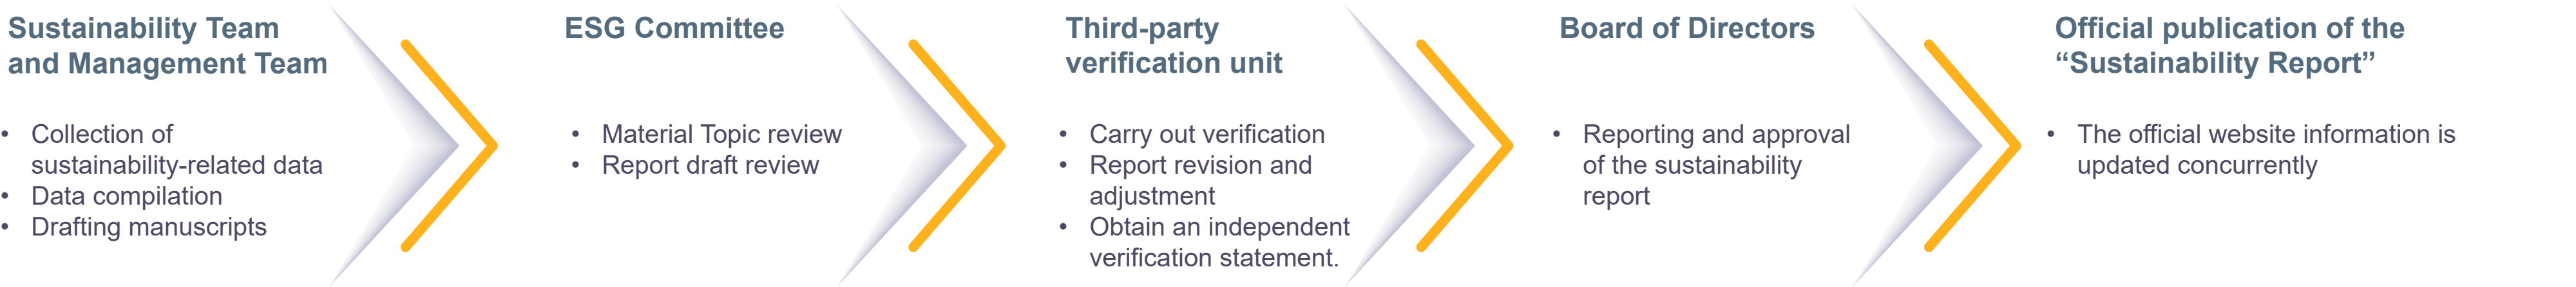 Sustainability Team
and Management Team
• Collection of
sustainability-related data
• Data compilation
• Drafting manuscripts
ESG Committee
• Material Topic review
• Report draft review
Third-party
verification unit
• Carry out verification
• Report revision and
adjustment
• Obtain an independent
verification statement.
Board of Directors
• Reporting and approval
of the sustainability
report
Official publication of the
“Sustainability Report”
• The official website information is
updated concurrently